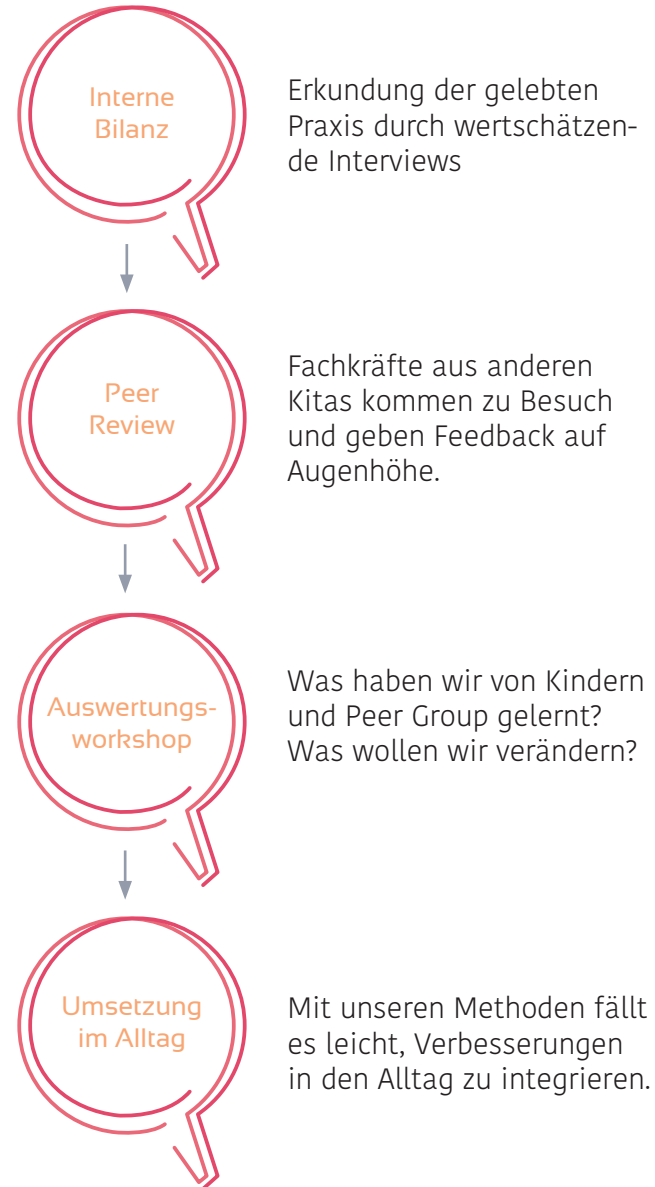 Interne
Bilanz
Erkundung der gelebten
Praxis durch wertschätzen-
de Interviews
Peer
Review
Fachkräfte aus anderen
Kitas kommen zu Besuch
und geben Feedback auf
Augenhöhe.
Auswertungs-
workshop
Was haben wir von Kindern
und Peer Group gelernt?
Was wollen wir verändern?
Umsetzung
im Alltag
Mit unseren Methoden fällt
es leicht, Verbesserungen
in den Alltag zu integrieren.